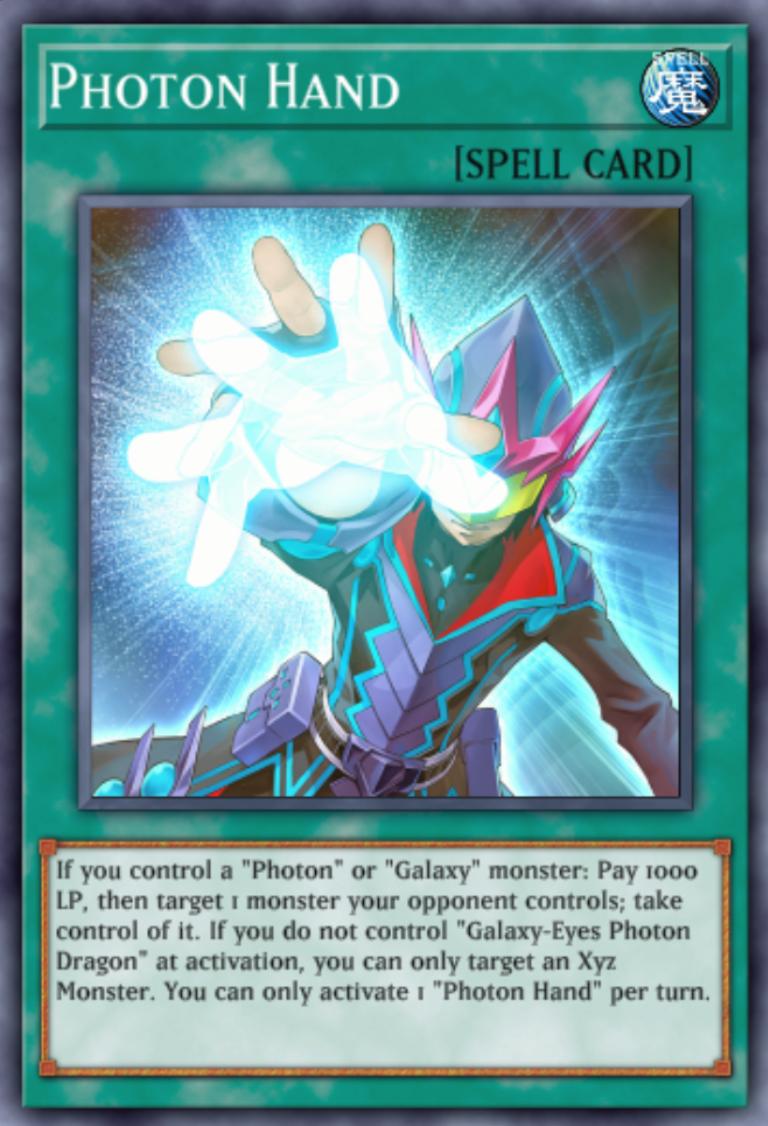 PHOTON HAND
SPELL
魔
[SPELL CARD]
If you control a "Photon" or "Galaxy" monster: Pay 1000
LP, then target 1 monster your opponent controls; take
control of it. If you do not control "Galaxy-Eyes Photon
Dragon" at activation, you can only target an Xyz
Monster. You can only activate 1 "Photon Hand" per turn.